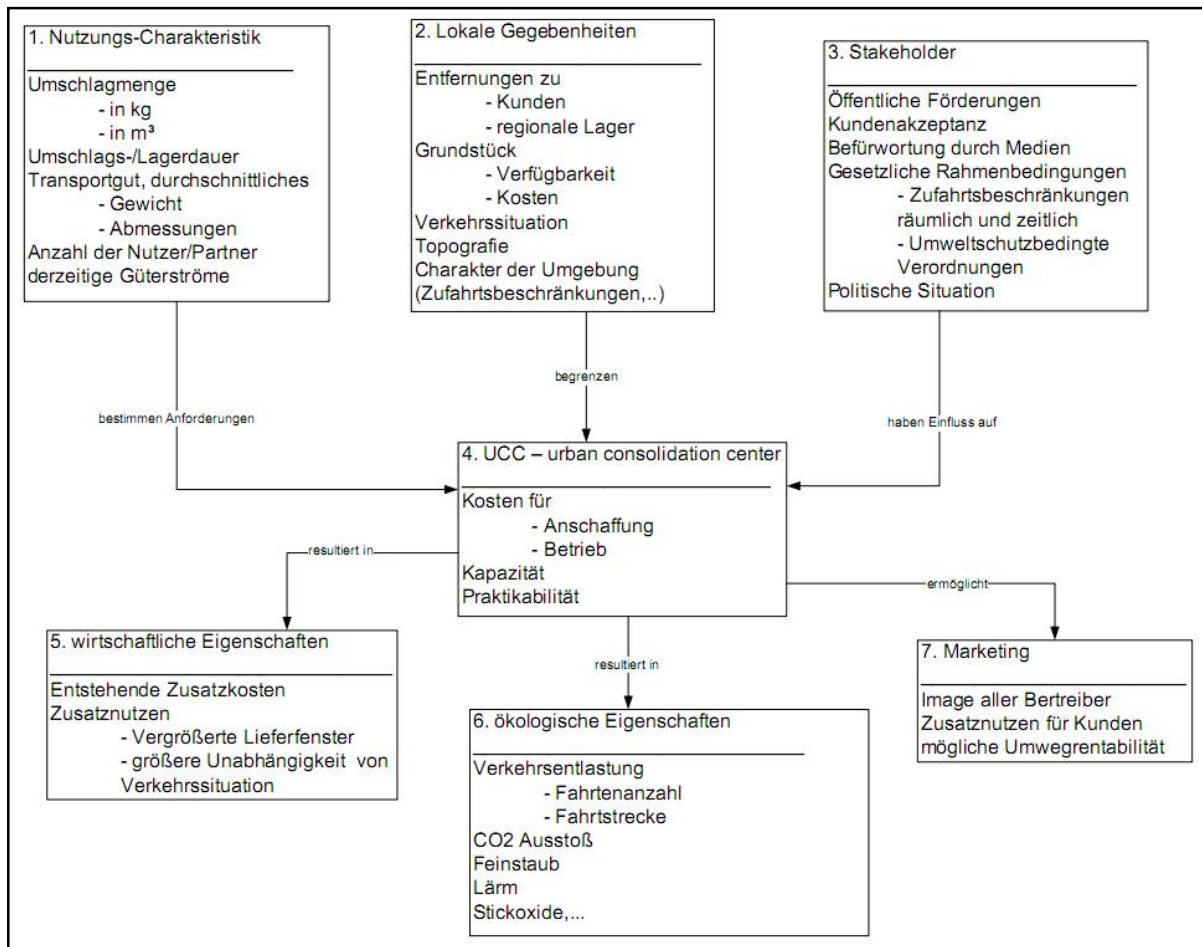 1. Nutzungs-Charakteristik
Umschlagmenge
- in kg
- in m³
Umschlags-/Lagerdauer
Transportgut, durchschnittliches
- Gewicht
- Abmessungen
Anzahl der Nutzer/Partner
derzeitige Güterströme
2. Lokale Gegebenheiten
Entfernungen zu
- Kunden
- regionale Lager
Grundstück
- Verfügbarkeit
- Kosten
Verkehrssituation
Topografie
Charakter der Umgebung
(Zufahrtsbeschränkungen,..)
3. Stakeholder
Öffentliche Förderungen
Kundenakzeptanz
Befürwortung durch Medien
Gesetzliche Rahmenbedingungen
- Zufahrtsbeschränkungen
räumlich und zeitlich
- Umweltschutzbedingte
Verordnungen
Politische Situation
bestimmen Anforderungen
begrenzen
haben Einfluss auf
4. UCC – urban consolidation center
Kosten für
- Anschaffung
- Betrieb
Kapazität
Praktikabilität
resultiert in
resultiert in
ermöglicht
5. wirtschaftliche Eigenschaften
Entstehende Zusatzkosten
Zusatznutzen
- Vergrößerte Lieferfenster
- größere Unabhängigkeit von
Verkehrssituation
6. ökologische Eigenschaften
Verkehrsentlastung
- Fahrtenanzahl
- Fahrtstrecke
CO2 Ausstoß
Feinstaub
Lärm
Stickoxide,...
7. Marketing
Image aller Bertreiber
Zusatznutzen für Kunden
mögliche Umwegrentabilität